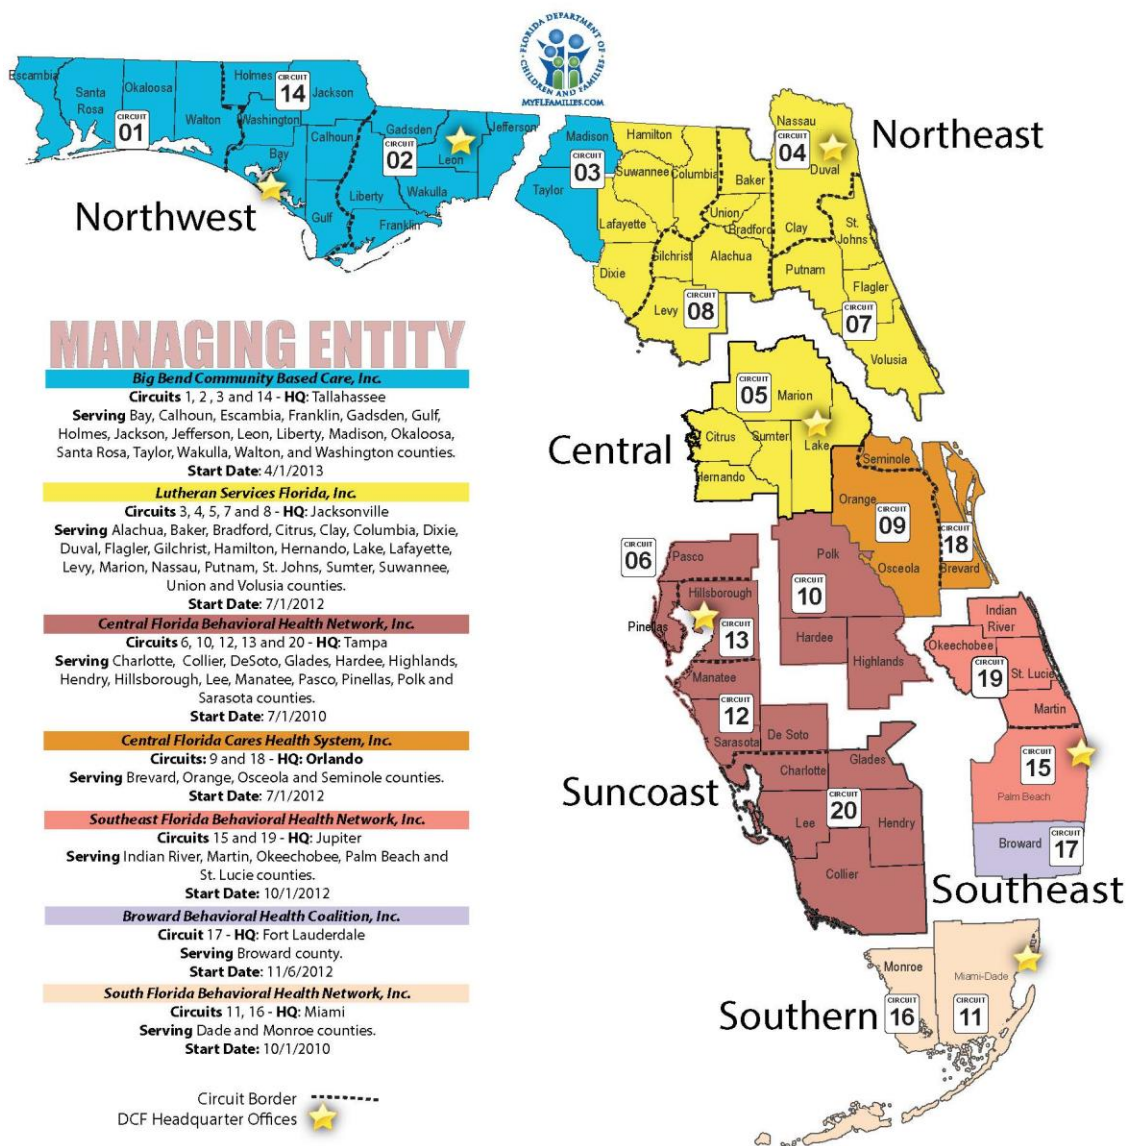 FLORIDA DEPARTMENT OF
CHILDREN AND FAMILIES
MYFLFAMILIES.COM
Escambia
Santa
Rosa
Okaloosa
Walton
CIRCUIT
01
Holmes
CIRCUIT
14
Jackson
Washington
Bay
Calhoun
Gulf
Gadsden
CIRCUIT
02
Leon
Jefferson
Liberty
Wakulla
Franklin
Northwest
Madison
CIRCUIT
03
Taylor
Hamilton
Suwannee
Columbia
Lafayette
Dixie
Baker
Union
Bradford
Gilchrist
Alachua
Levy
CIRCUIT
08
Nassau
CIRCUIT
04
Duval
Clay
St.
Johns
Putnam
Flagler
CIRCUIT
07
Volusia
Northeast
CIRCUIT
05
Marion
Citrus
Sumter
Lake
Hernando
Central
Seminole
Orange
CIRCUIT
09
Osceola
CIRCUIT
18
Brevard
CIRCUIT
06
Pasco
Pinellas
Hillsborough
CIRCUIT
13
Polk
CIRCUIT
10
Hardee
Highlands
Manatee
CIRCUIT
12
Sarasota
De Soto
Charlotte
Glades
CIRCUIT
20
Lee
Hendry
Collier
Suncoast
Indian
River
Okeechobee
CIRCUIT
19
St. Lucie
Martin
CIRCUIT
15
Palm Beach
Broward
CIRCUIT
17
Southeast
Monroe
CIRCUIT
16
Miami-Dade
CIRCUIT
11
Southern
MANAGING ENTITY
Big Bend Community Based Care, Inc.
Circuits 1, 2 , 3 and 14 - HQ: Tallahassee
Serving Bay, Calhoun, Escambia, Franklin, Gadsden, Gulf,
Holmes, Jackson, Jefferson, Leon, Liberty, Madison, Okaloosa,
Santa Rosa, Taylor, Wakulla, Walton, and Washington counties.
Start Date: 4/1/2013
Lutheran Services Florida, Inc.
Circuits 3, 4, 5, 7 and 8 - HQ: Jacksonville
Serving Alachua, Baker, Bradford, Citrus, Clay, Columbia, Dixie,
Duval, Flagler, Gilchrist, Hamilton, Hernando, Lake, Lafayette,
Levy, Marion, Nassau, Putnam, St. Johns, Sumter, Suwannee,
Union and Volusia counties.
Start Date: 7/1/2012
Central Florida Behavioral Health Network, Inc.
Circuits 6, 10, 12, 13 and 20 - HQ: Tampa
Serving Charlotte, Collier, DeSoto, Glades, Hardee, Highlands,
Hendry, Hillsborough, Lee, Manatee, Pasco, Pinellas, Polk and
Sarasota counties.
Start Date: 7/1/2010
Central Florida Cares Health System, Inc.
Circuits: 9 and 18 - HQ: Orlando
Serving Brevard, Orange, Osceola and Seminole counties.
Start Date: 7/1/2012
Southeast Florida Behavioral Health Network, Inc.
Circuits 15 and 19 - HQ: Jupiter
Serving Indian River, Martin, Okeechobee, Palm Beach and
St. Lucie counties.
Start Date: 10/1/2012
Broward Behavioral Health Coalition, Inc.
Circuit 17 - HQ: Fort Lauderdale
Serving Broward county.
Start Date: 11/6/2012
South Florida Behavioral Health Network, Inc.
Circuits 11, 16 - HQ: Miami
Serving Dade and Monroe counties.
Start Date: 10/1/2010
Circuit Border
DCF Headquarter Offices